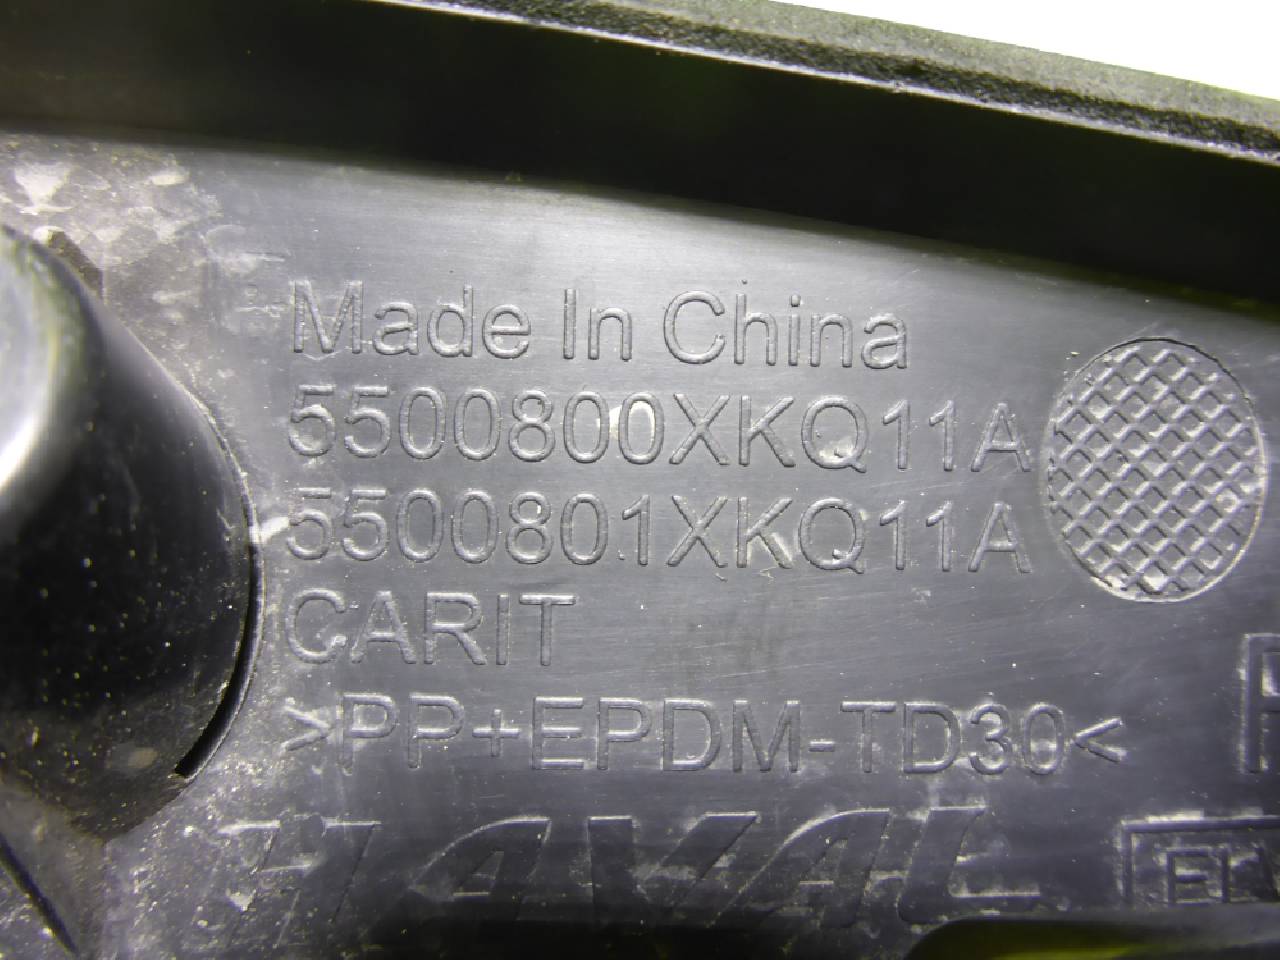 Made In China
5500800XKQ11A
5500801XKQ11A
CARIT
>PP+EPDM-TD30<
HAVAL